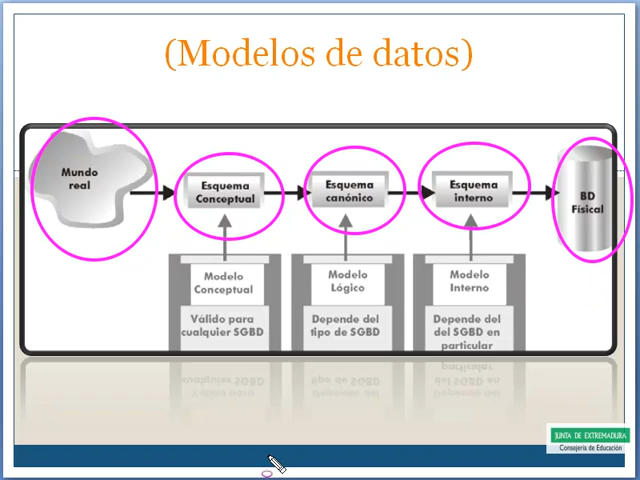 (Modelos de datos)
Mundo
real
Esquema
Conceptual
Esquema
canónico
Esquema
interno
BD
Físical
Modelo
Conceptual
Modelo
Lógico
Modelo
Interno
Válido para
cualquier SGBD
Depende del
tipo de SGBD
Depende del
del SGBD en
particular
JUNTA DE EXTREMADURA
Consejería de Educación